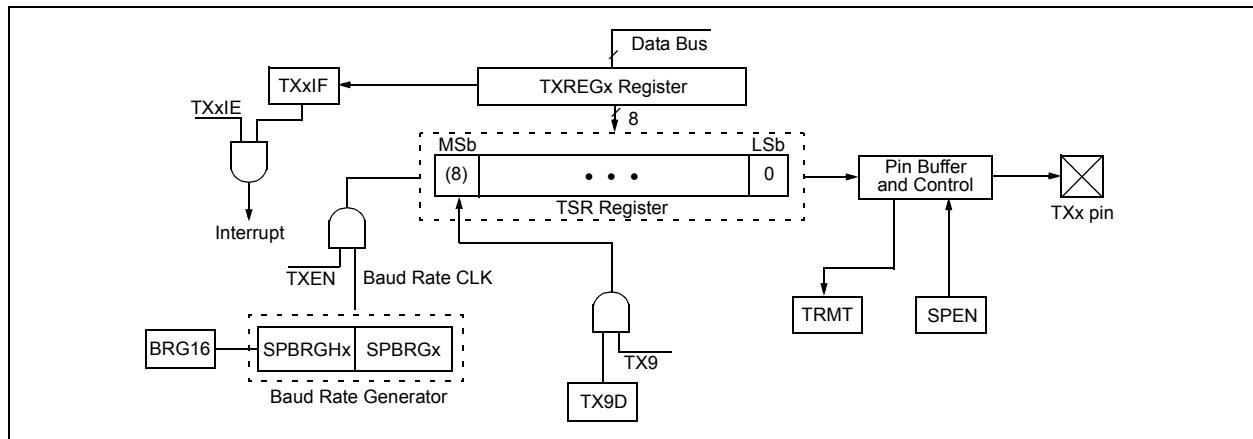 Data Bus
TXxIF
TXREGx Register
TXxIE
8
MSb
LSb
(8)
• • •
0
Pin Buffer
and Control
TSR Register
TXx pin
Interrupt
TXEN
Baud Rate CLK
TRMT
SPEN
BRG16
SPBRGHx
SPBRGx
TX9
Baud Rate Generator
TX9D